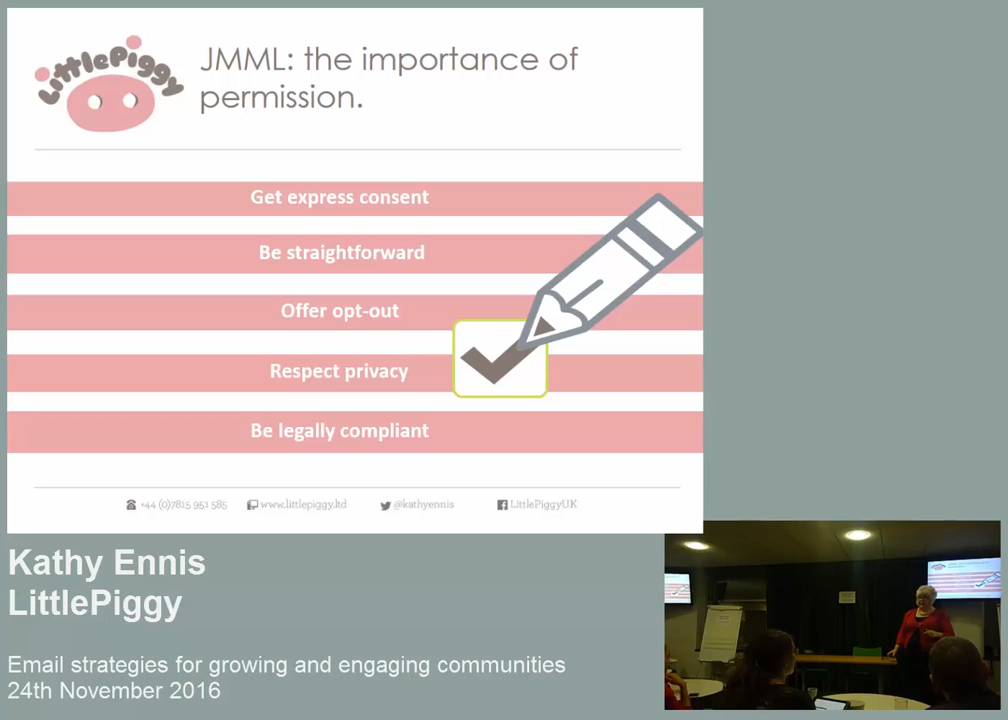 LittlePiggy
JMML: the importance of
permission.
Get express consent
Be straightforward
Offer opt-out
Respect privacy
Be legally compliant
+44 (0)7815 951 585 www.littlepiggy.ltd @kathyennis LittlePiggyUK
Kathy Ennis
LittlePiggy
Email strategies for growing and engaging communities
24th November 2016